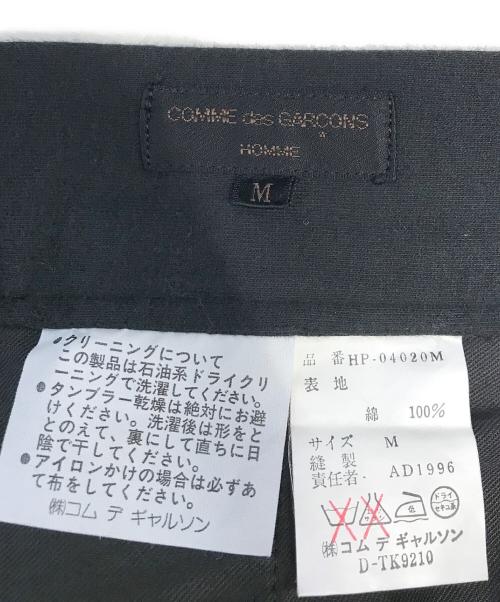 COMME des GARÇONS
HOMME
M
●クリーニングについて
この製品は石油系ドライクリ
ーニングで洗濯してください。
●タンブラー乾燥は絶対にお避
けください。洗濯後は形をと
とのえて、裏にして直ちに日
陰で干してください。
●アイロンかけの場合は必ずあ
て布をしてください。
㈱コム デ ギャルソン
品 番 HP-04020M
表 地
綿 100%
サイズ M
縫 製
責任者・ AD1996
低
ドライ
セキユ系
㈱コム デ ギャルソン
D-TK9210